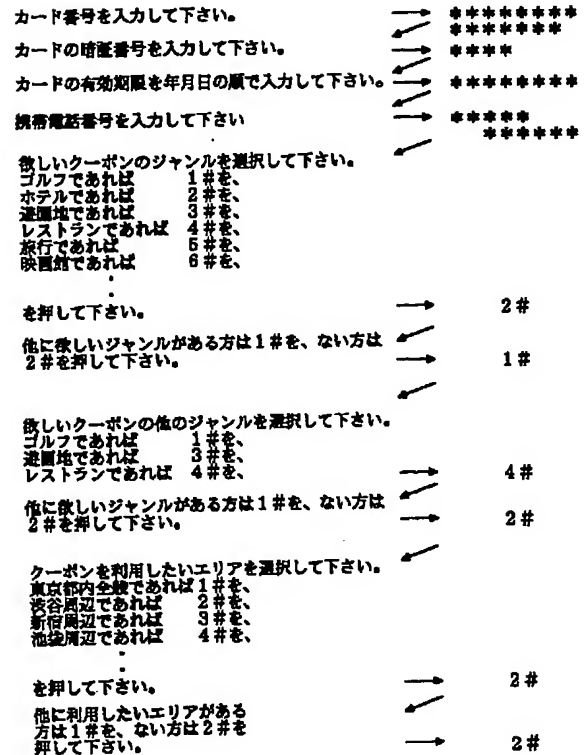 カード番号を入力して下さい。 → ********
*******
カードの暗証番号を入力して下さい。 → ****
カードの有効期限を年月日の順で入力して下さい。 → ********
携帯電話番号を入力して下さい → *****
******
欲しいクーポンのジャンルを選択して下さい。
ゴルフであれば 1#を、
ホテルであれば 2#を、
遊園地であれば 3#を、
レストランであれば 4#を、
旅行であれば 5#を、
映画館であれば 6#を、
・
・
を押して下さい。 → 2#
他に欲しいジャンルがある方は1#を、ない方は
2#を押して下さい。 → 1#
欲しいクーポンの他のジャンルを選択して下さい。
ゴルフであれば 1#を、
遊園地であれば 3#を、
レストランであれば 4#を、 → 4#
他に欲しいジャンルがある方は1#を、ない方は
2#を押して下さい。 → 2#
クーポンを利用したいエリアを選択して下さい。
東京都内全般であれば1#を、
渋谷周辺であれば 2#を、
新宿周辺であれば 3#を、
池袋周辺であれば 4#を、
・
・
を押して下さい。 → 2#
他に利用したいエリアがある
方は1#を、ない方は2#を
押して下さい。 → 2#